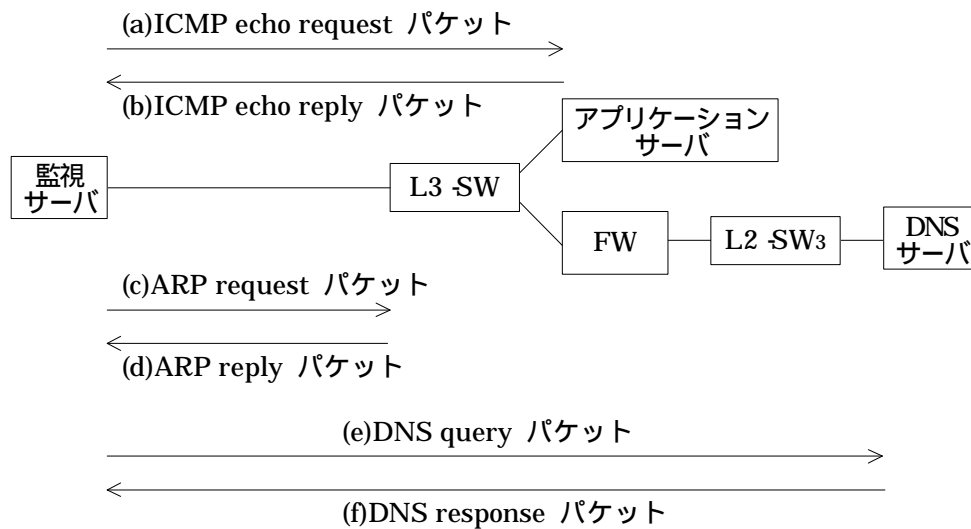 (a)ICMP echo request パケット
(b)ICMP echo reply パケット
アプリケーション
サーバ
監視
サーバ
L3-SW
FW
L2-SW3
DNS
サーバ
(c)ARP request パケット
(d)ARP reply パケット
(e)DNS query パケット
(f)DNS response パケット